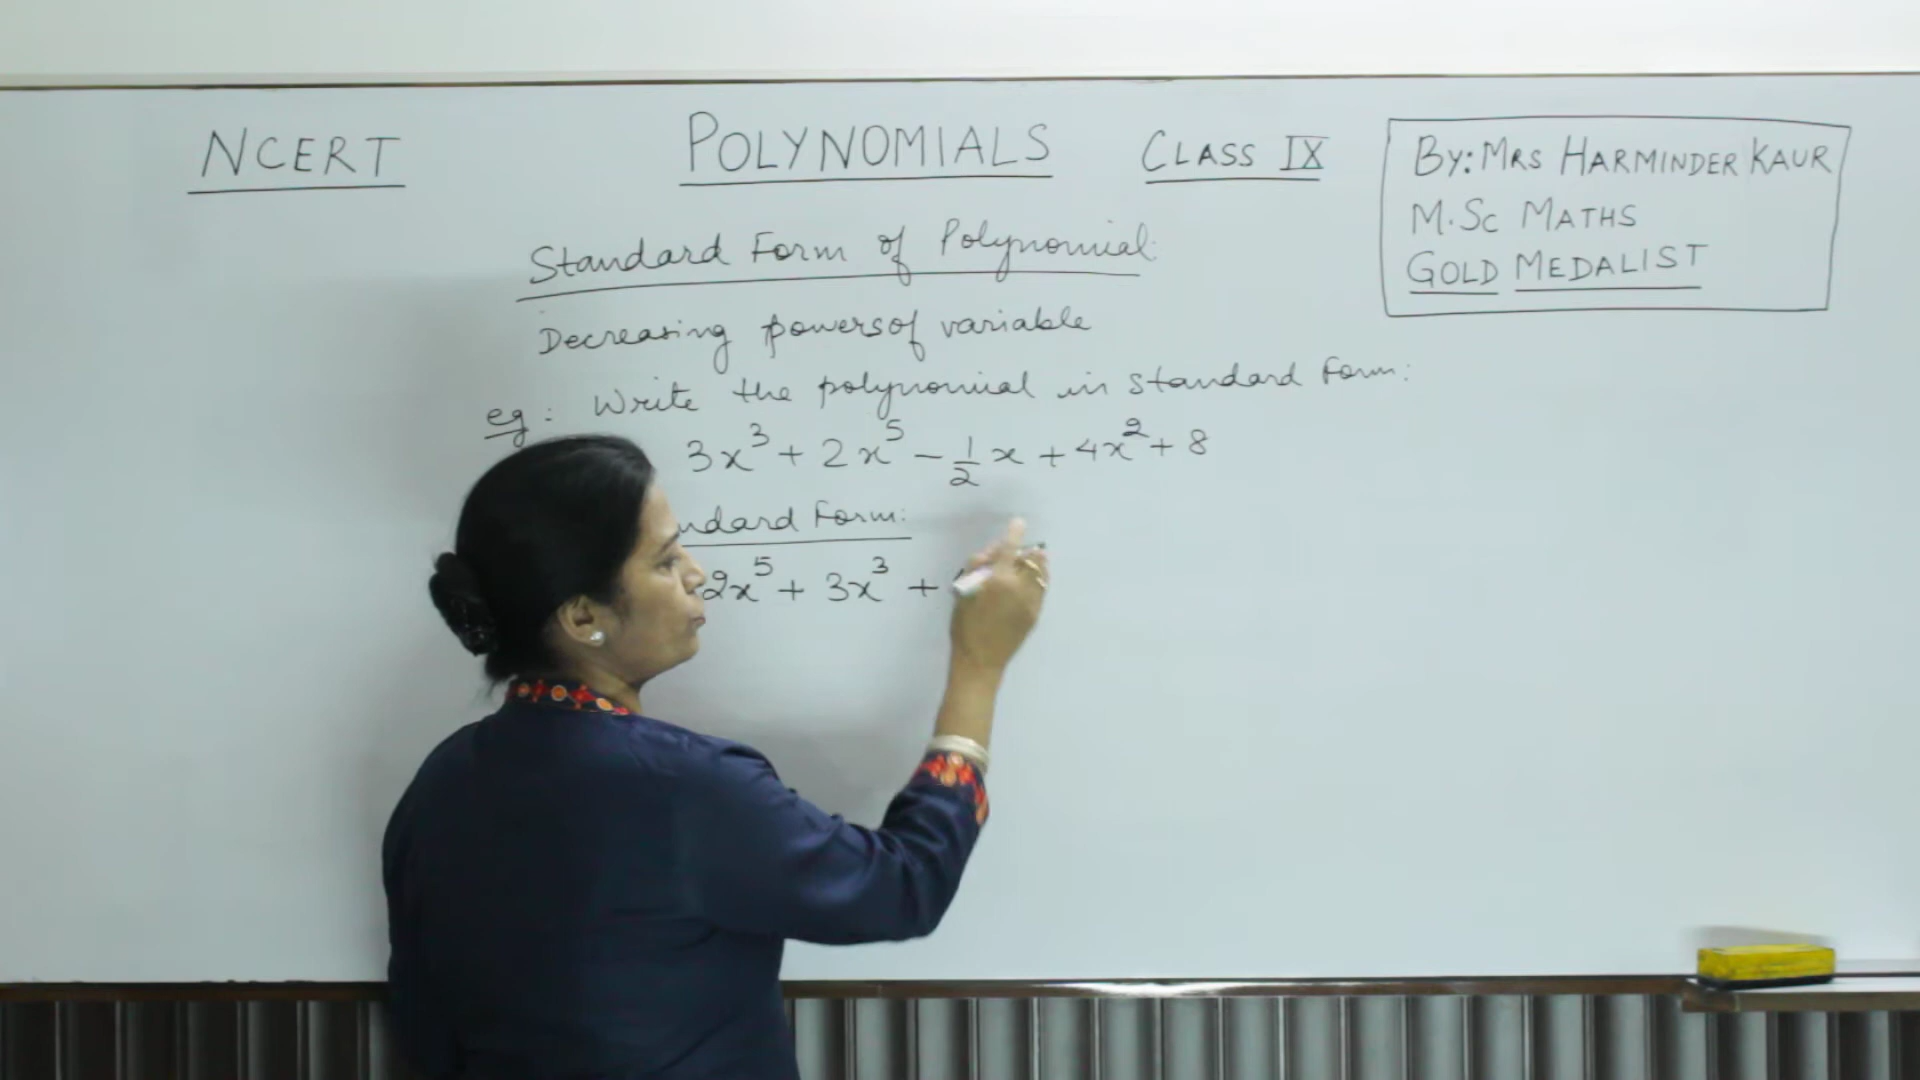 NCERT POLYNOMIALS CLASS IX
BY: MRS HARMINDER KAUR
M.Sc MATHS
GOLD MEDALIST
Standard Form of Polynomial:
Decreasing powers of variable
eg: Write the polynomial in standard form:
3x³ + 2x⁵ - 1/2 x + 4x² + 8
ndard Form:
2x⁵ + 3x³ +